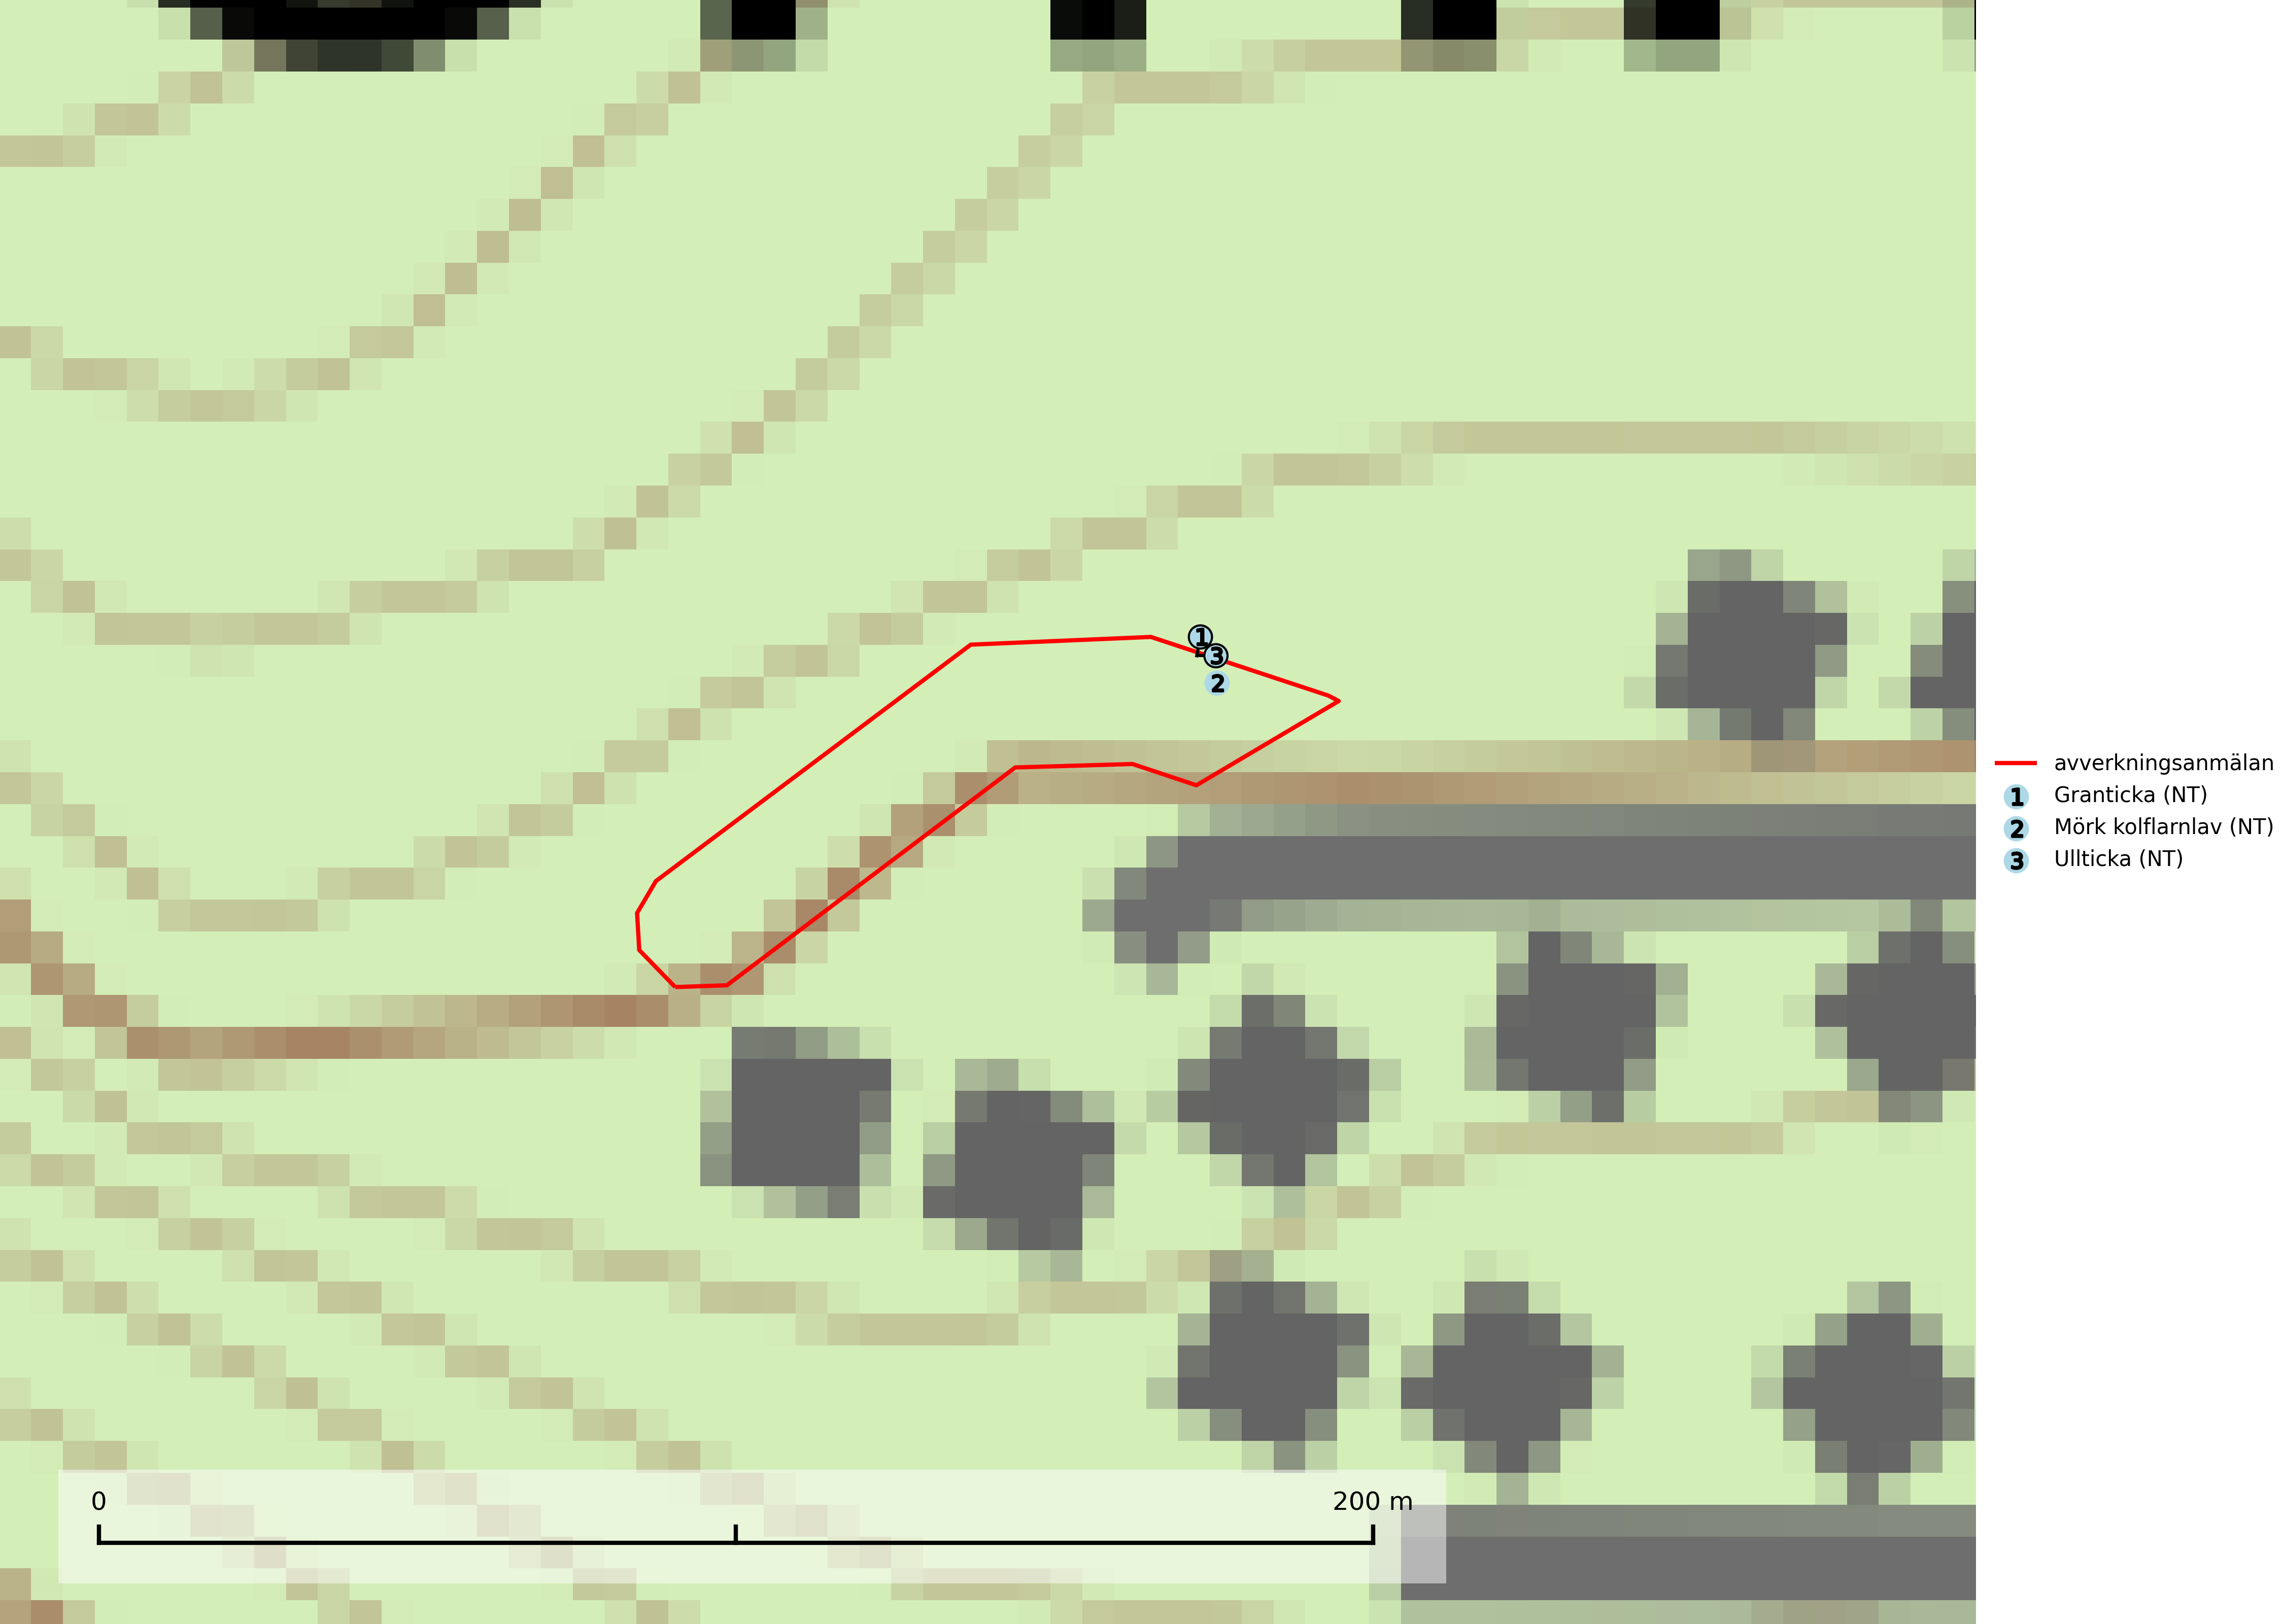 1
3
2
avverkningsanmälan
1 Granticka (NT)
2 Mörk kolflarnlav (NT)
3 Ullticka (NT)
0 200 m